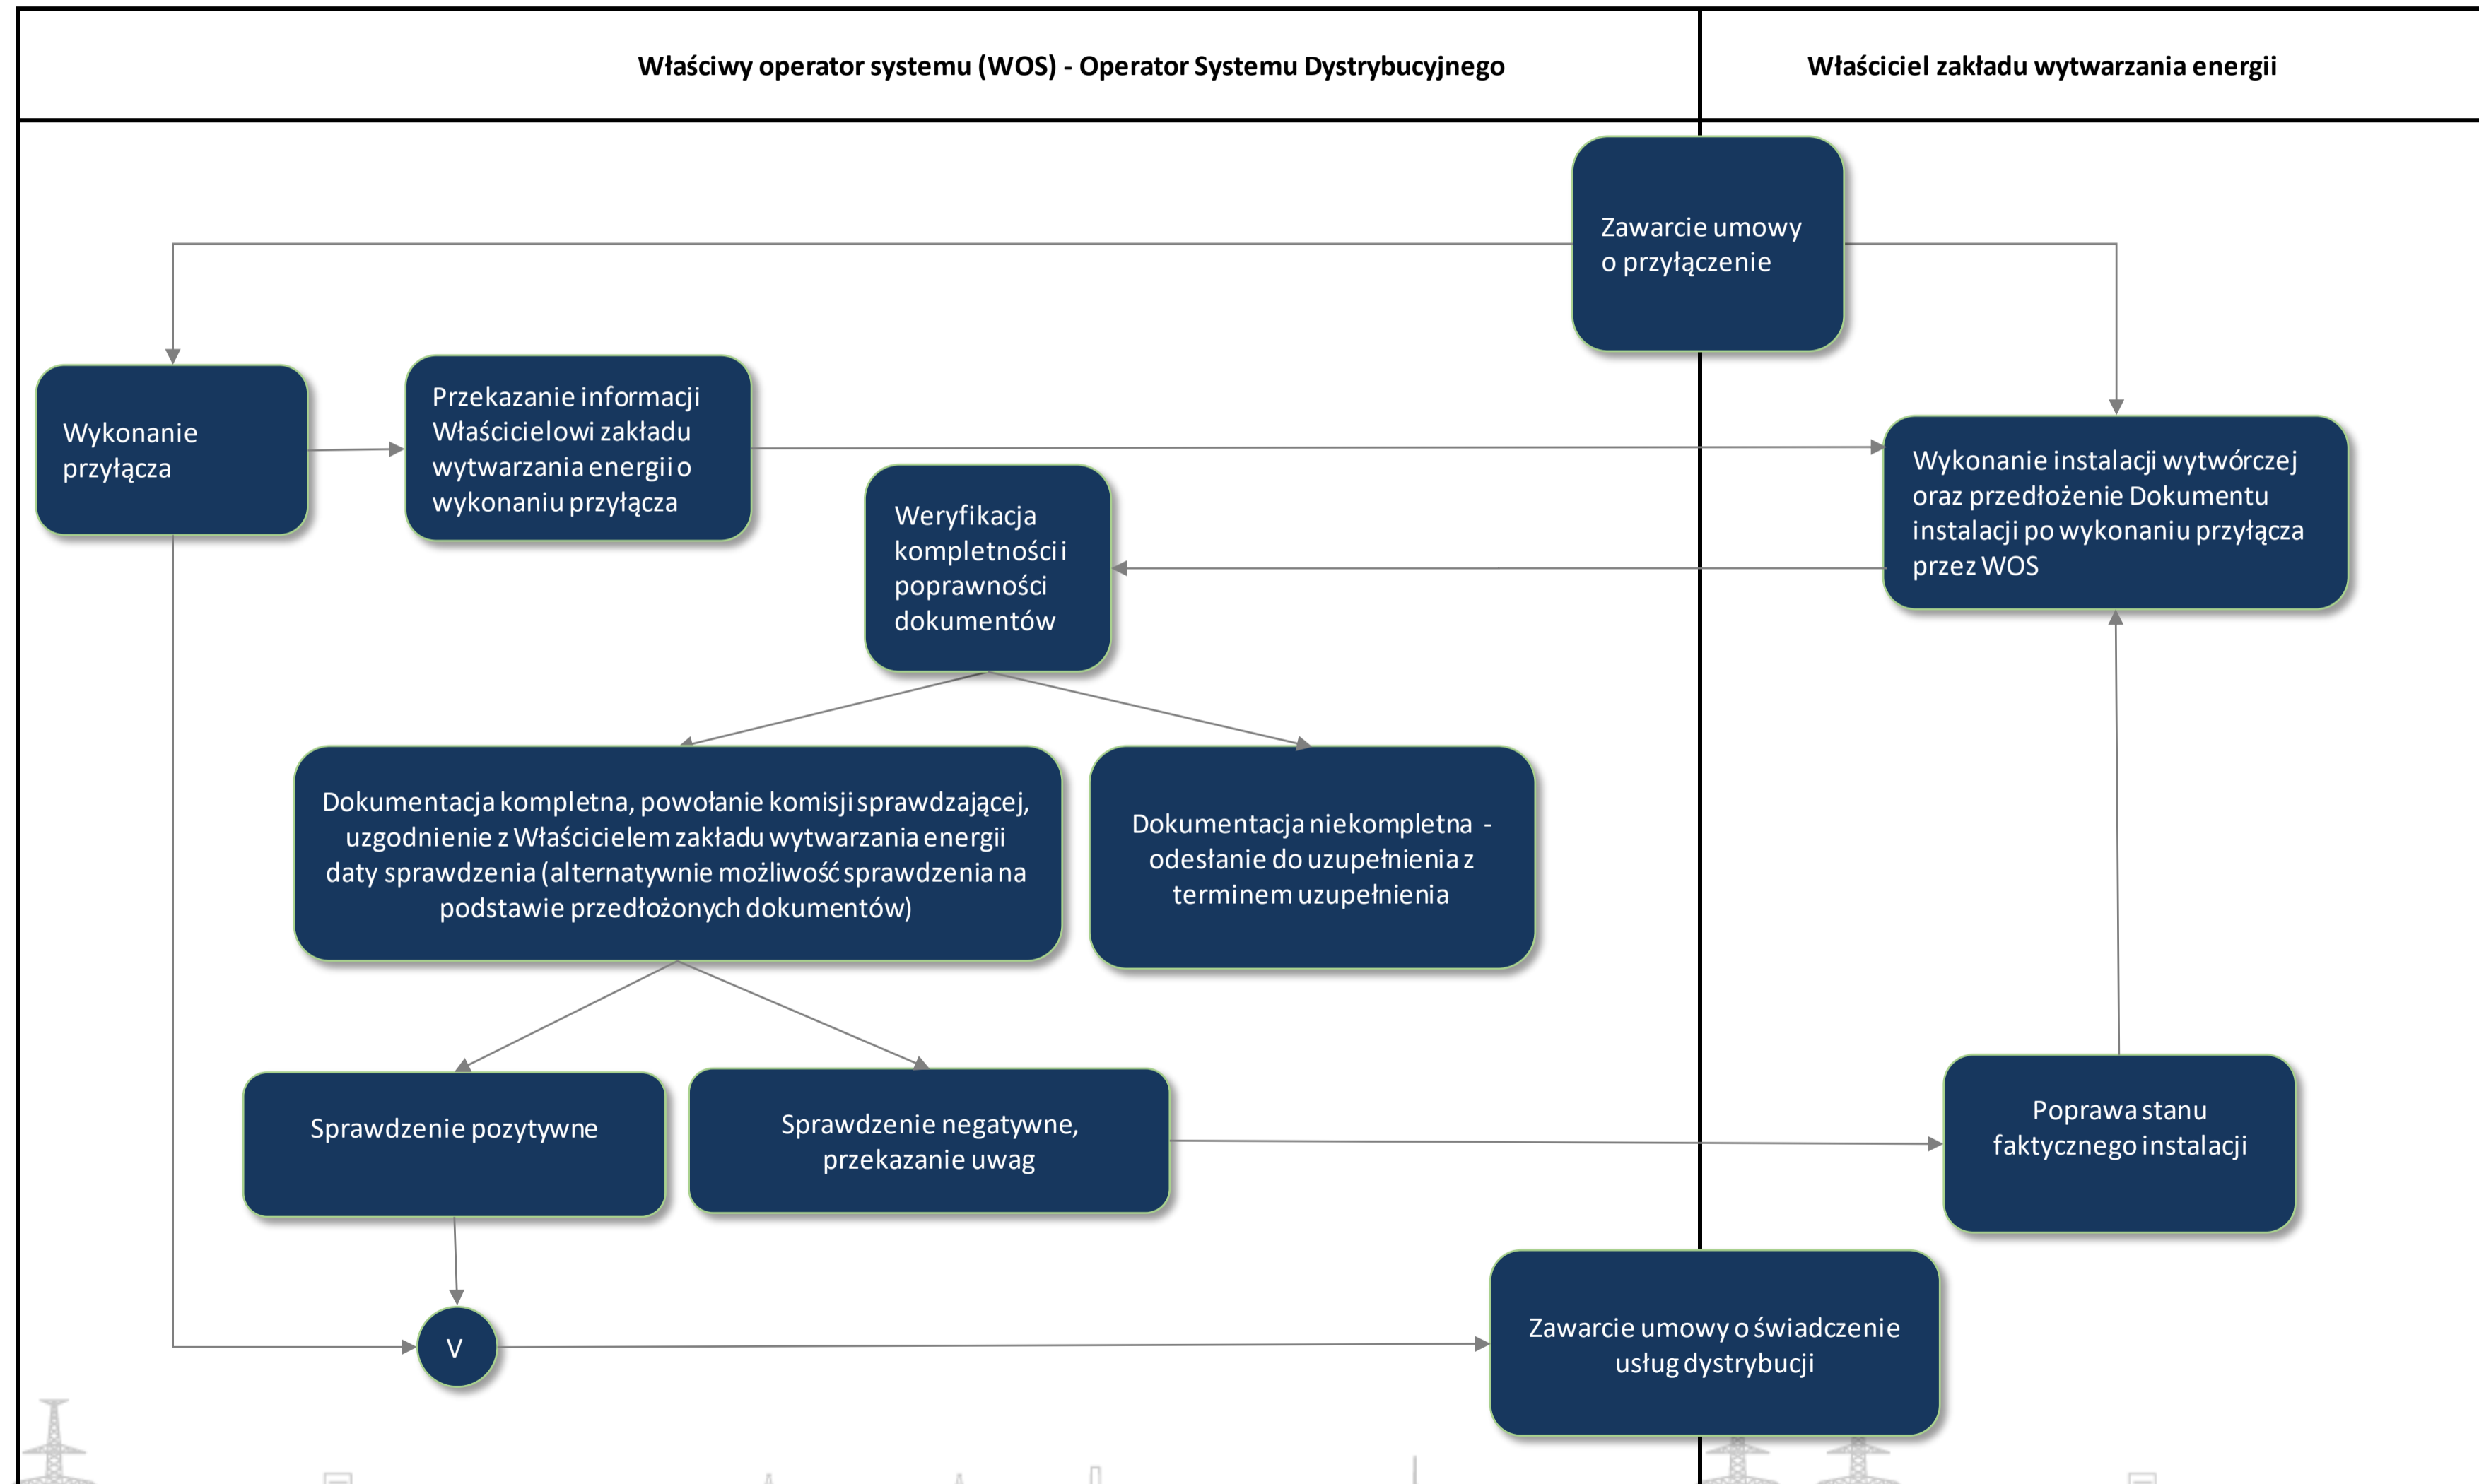 Właściwy operator systemu (WOS) - Operator Systemu Dystrybucyjnego
Właściciel zakładu wytwarzania energii
Zawarcie umowy
o przyłączenie
Wykonanie
przyłącza
Przekazanie informacji
Właścicielowi zakładu
wytwarzania energii o
wykonaniu przyłącza
Wykonanie instalacji wytwórczej
oraz przedłożenie Dokumentu
instalacji po wykonaniu przyłącza
przez WOS
Weryfikacja
kompletności i
poprawności
dokumentów
Dokumentacja kompletna, powołanie komisji sprawdzającej,
uzgodnienie z Właścicielem zakładu wytwarzania energii
daty sprawdzenia (alternatywnie możliwość sprawdzenia na
podstawie przedłożonych dokumentów)
Dokumentacja niekompletna -
odesłanie do uzupełnienia z
terminem uzupełnienia
Sprawdzenie pozytywne
Sprawdzenie negatywne,
przekazanie uwag
Poprawa stanu
faktycznego instalacji
V
Zawarcie umowy o świadczenie
usług dystrybucji